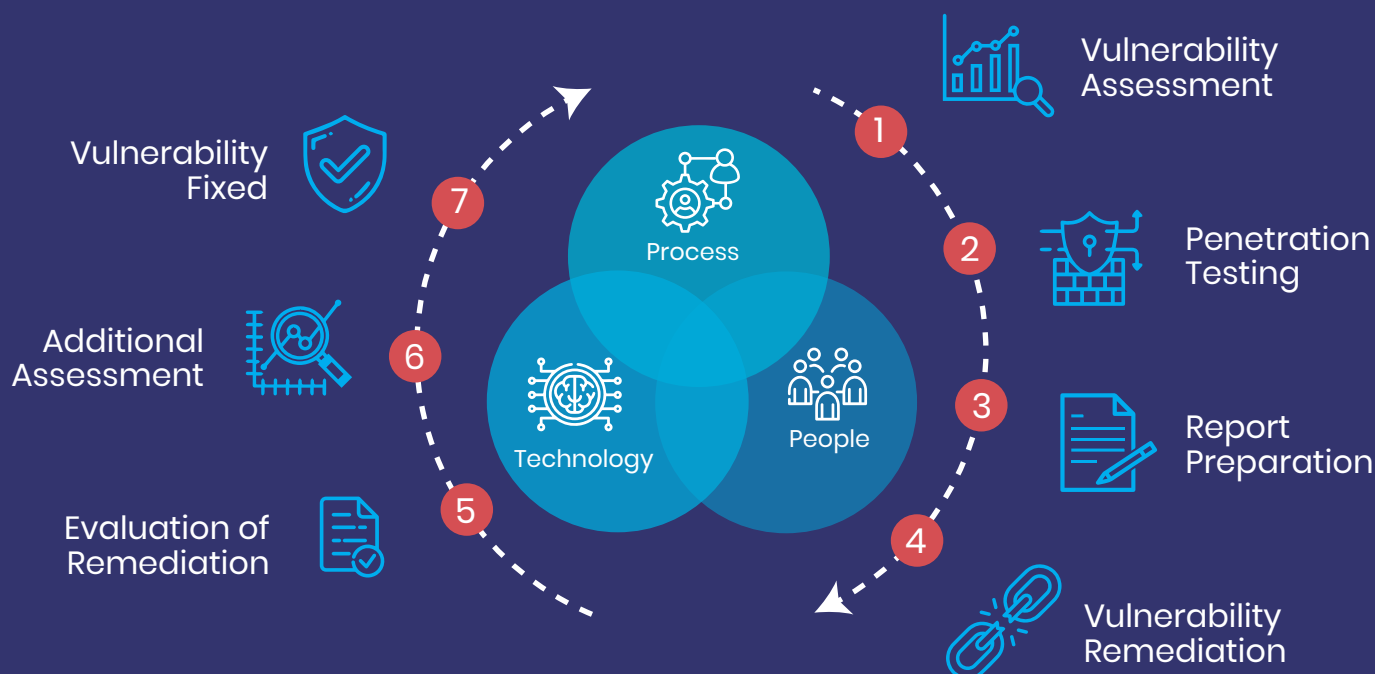 1
Vulnerability
Assessment
2
Penetration
Testing
3
Report
Preparation
4
Vulnerability
Remediation
5
Evaluation of
Remediation
6
Additional
Assessment
7
Vulnerability
Fixed
Process
Technology
People